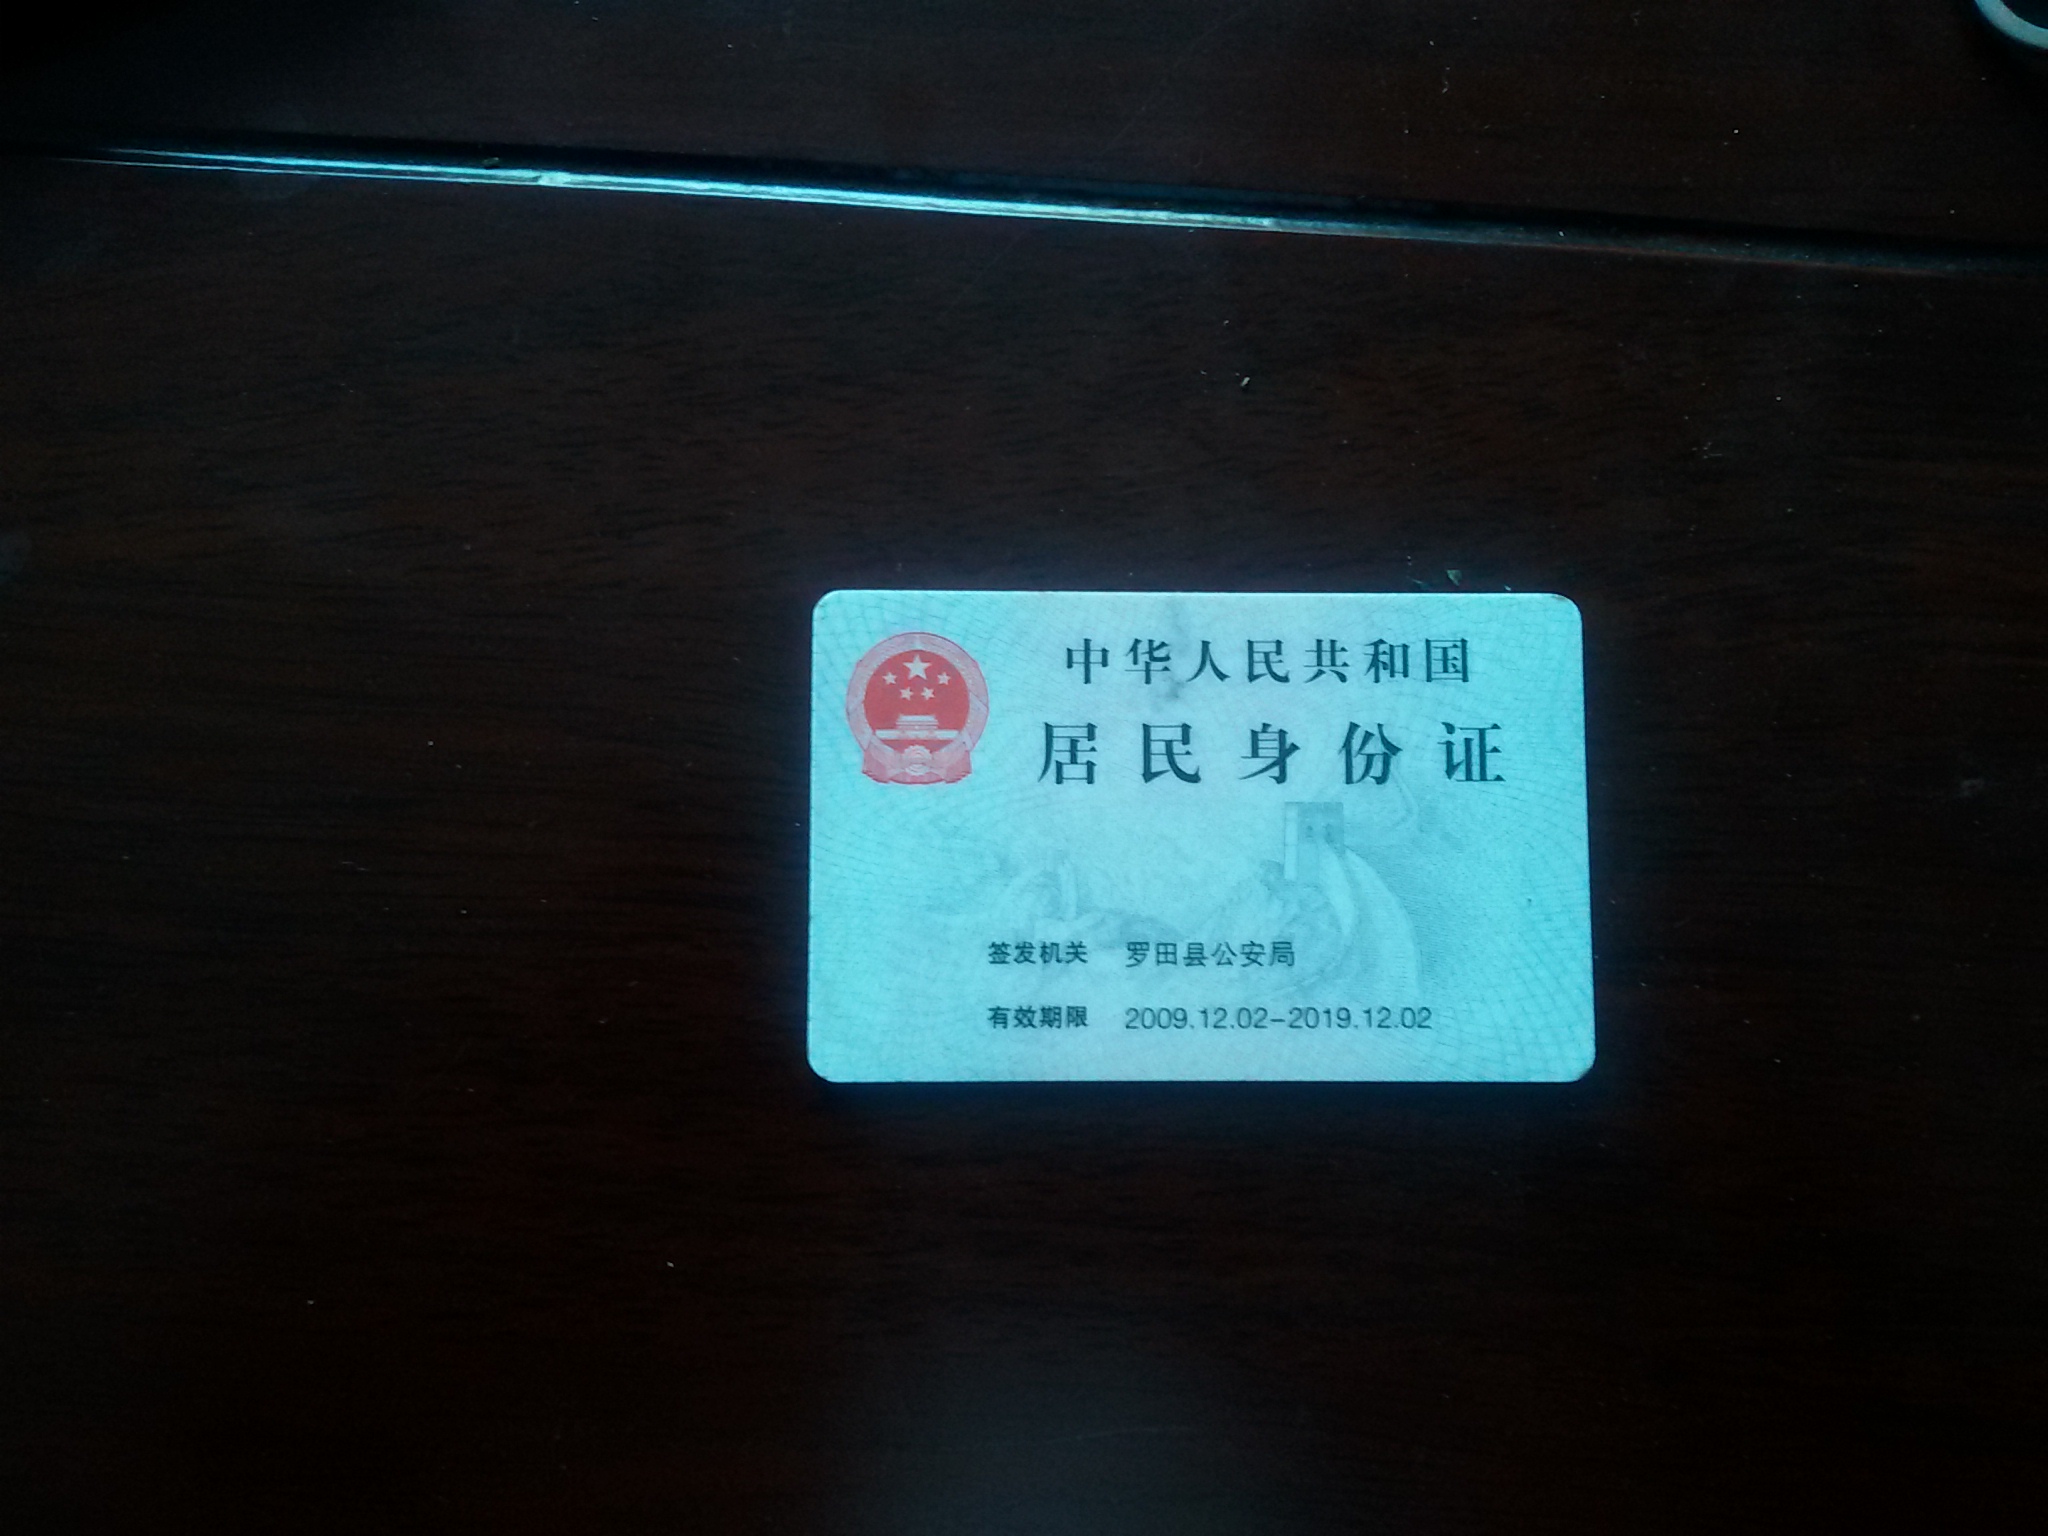 中华人民共和国
居民身份证
签发机关 罗田县公安局
有效期限 2009.12.02-2019.12.02